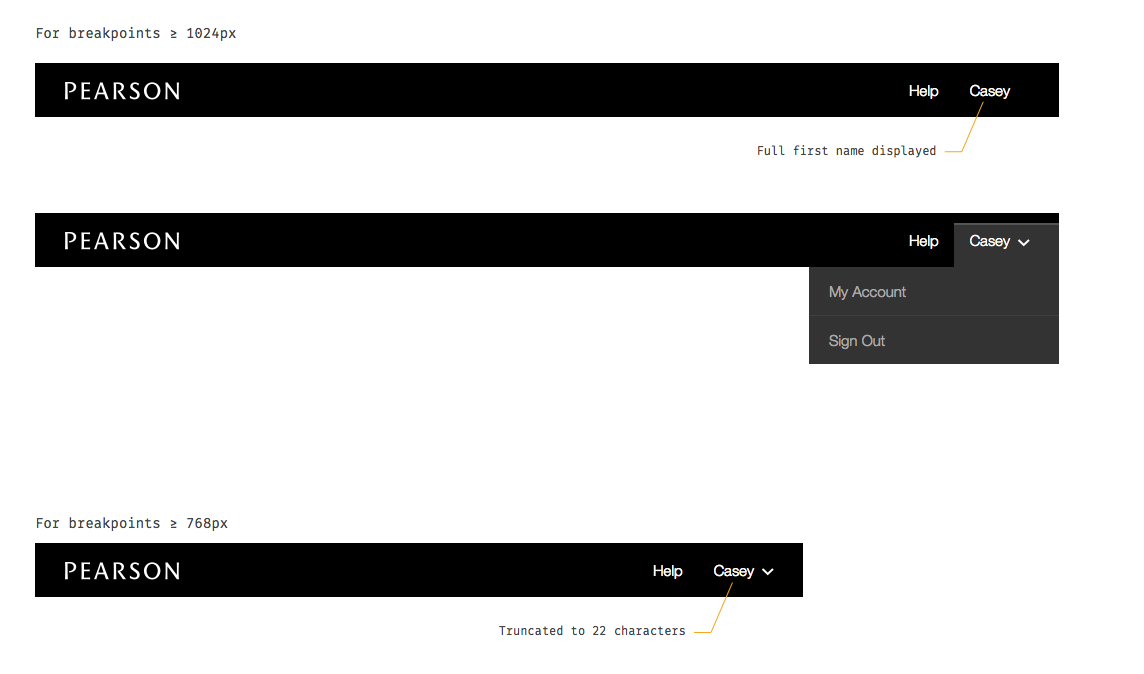 For breakpoints ≥ 1024px
PEARSON Help Casey
Full first name displayed
PEARSON Help Casey
My Account
Sign Out
For breakpoints ≥ 768px
PEARSON Help Casey
Truncated to 22 characters